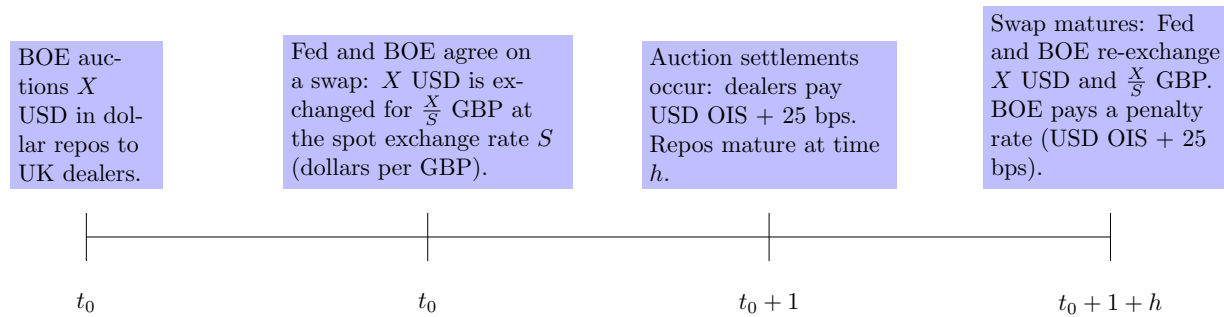 BOE auc-
tions X
USD in dol-
lar repos to
UK dealers.
Fed and BOE agree on
a swap: X USD is ex-
changed for X/S GBP at
the spot exchange rate S
(dollars per GBP).
Auction settlements
occur: dealers pay
USD OIS + 25 bps.
Repos mature at time
h.
Swap matures: Fed
and BOE re-exchange
X USD and X/S GBP.
BOE pays a penalty
rate (USD OIS + 25
bps).
t₀
t₀
t₀ + 1
t₀ + 1 + h